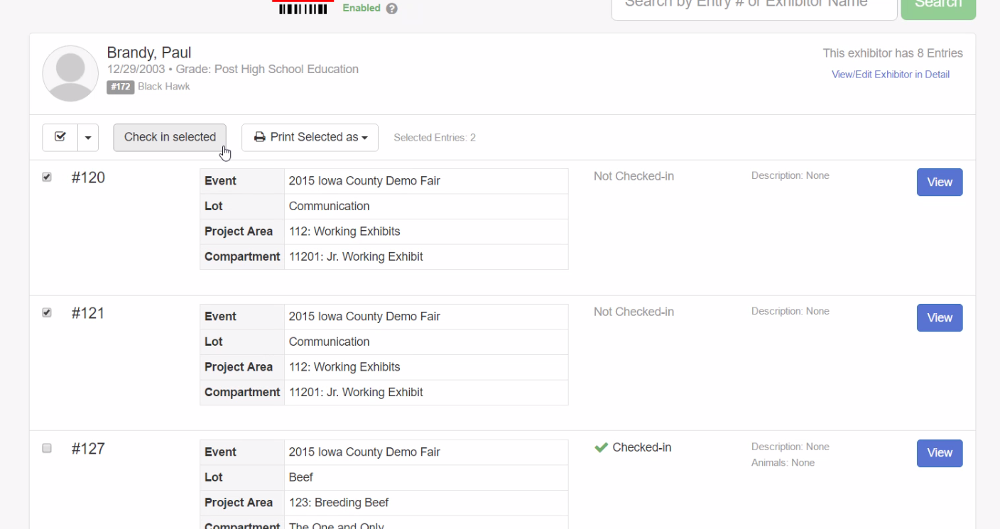 Enabled ?
Search by Entry # or Exhibitor Name
Search
Brandy, Paul
12/29/2003 • Grade: Post High School Education
#172 Black Hawk
This exhibitor has 8 Entries
View/Edit Exhibitor in Detail
Check in selected
Print Selected as
Selected Entries: 2
#120
Event 2015 Iowa County Demo Fair
Lot Communication
Project Area 112: Working Exhibits
Compartment 11201: Jr. Working Exhibit
Not Checked-in
Description: None
View
#121
Event 2015 Iowa County Demo Fair
Lot Communication
Project Area 112: Working Exhibits
Compartment 11201: Jr. Working Exhibit
Not Checked-in
Description: None
View
#127
Event 2015 Iowa County Demo Fair
Lot Beef
Project Area 123: Breeding Beef
Compartment The One and Only
Checked-in
Description: None
Animals: None
View